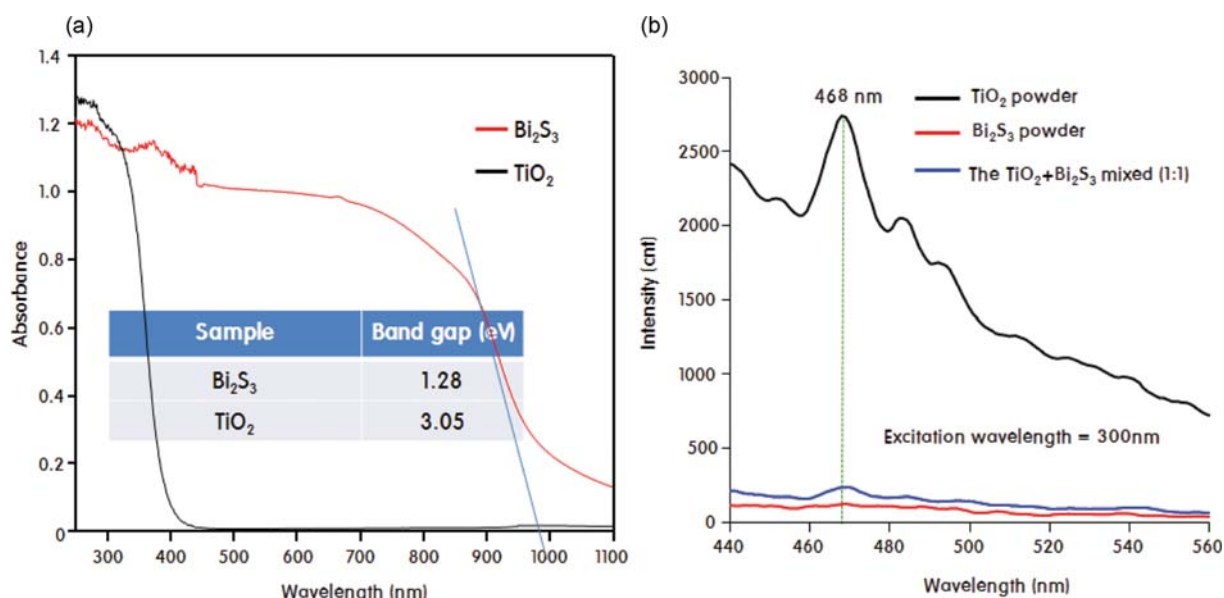 (a)
1.4
1.2
1.0
0.8
0.6
0.4
0.2
0
Absorbance
Bi₂S₃
TiO₂
Sample Band gap (eV)
Bi₂S₃ 1.28
TiO₂ 3.05
300 400 500 600 700 800 900 1000 1100
Wavelength (nm)
(b)
3000
2500
2000
1500
1000
500
0
Intensity (cnt)
468 nm
TiO₂ powder
Bi₂S₃ powder
The TiO₂+Bi₂S₃ mixed (1:1)
Excitation wavelength = 300nm
440 460 480 500 520 540 560
Wavelength (nm)